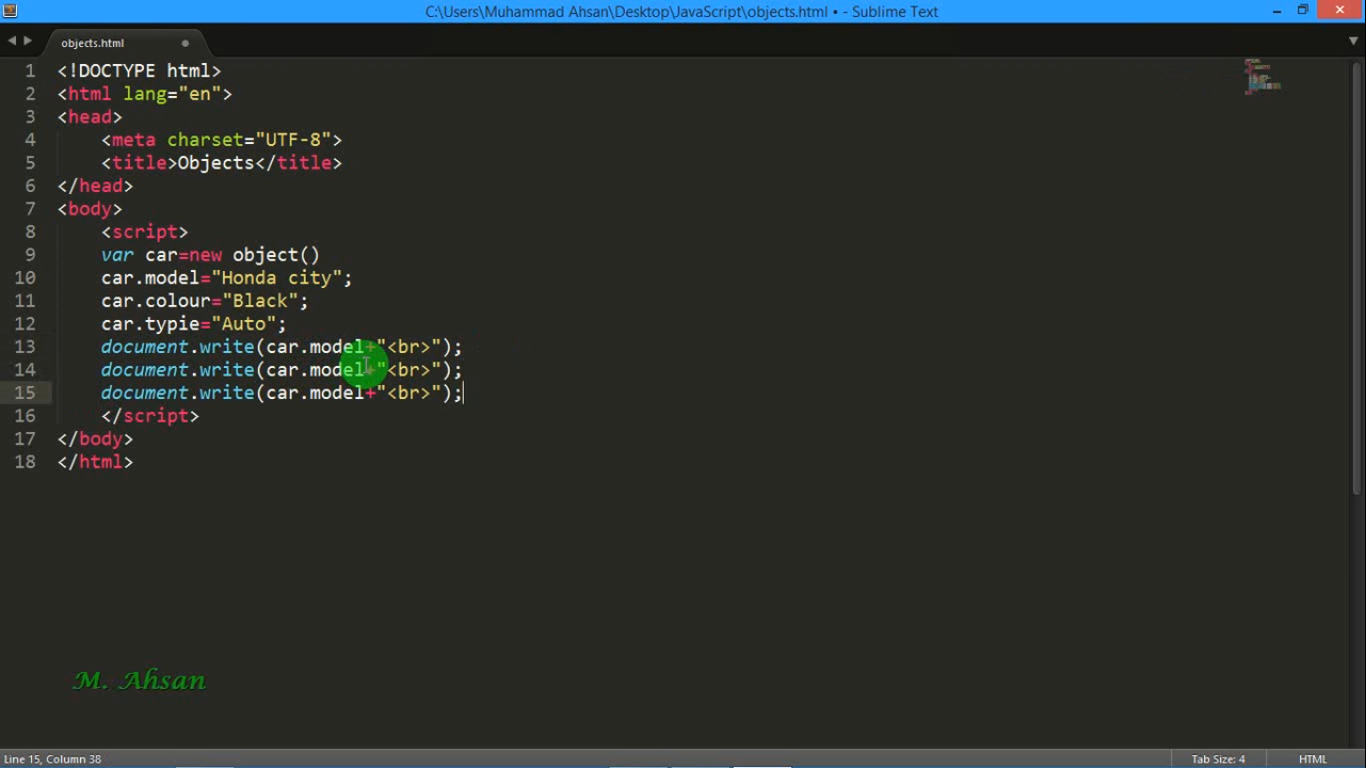 C:\Users\Muhammad Ahsan\Desktop\JavaScript\objects.html • - Sublime Text
objects.html
1 <!DOCTYPE html>
2 <html lang="en">
3 <head>
4 <meta charset="UTF-8">
5 <title>Objects</title>
6 </head>
7 <body>
8 <script>
9 var car=new object()
10 car.model="Honda city";
11 car.colour="Black";
12 car.typie="Auto";
13 document.write(car.model+"<br>");
14 document.write(car.model+"<br>");
15 document.write(car.model+"<br>");
16 </script>
17 </body>
18 </html>
M. Ahsan
Line 15, Column 38 Tab Size: 4 HTML